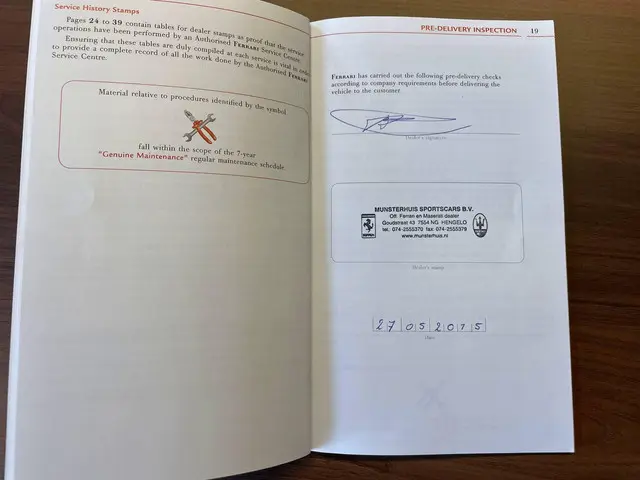 Service History Stamps
Pages 24 to 39 contain tables for dealer stamps as proof that the service
operations have been performed by an Authorised FERRARI Service Centre.
Ensuring that these tables are duly compiled at each service is vital in order
to provide a complete record of all the work done by the Authorised FERRARI
Service Centre.
Material relative to procedures identified by the symbol
fall within the scope of the 7-year
"Genuine Maintenance" regular maintenance schedule.
PRE-DELIVERY INSPECTION 19
FERRARI has carried out the following pre-delivery checks
according to company requirements before delivering the
vehicle to the customer.
Dealer's signature
MUNSTERHUIS SPORTSCARS B.V.
Off. Ferrari en Maserati dealer
Goudstraat 43 7554 NG HENGELO
tel. 074-2555370 fax 074-2555379
www.munsterhuis.nl
Dealer's stamp
27 05 2015
Date